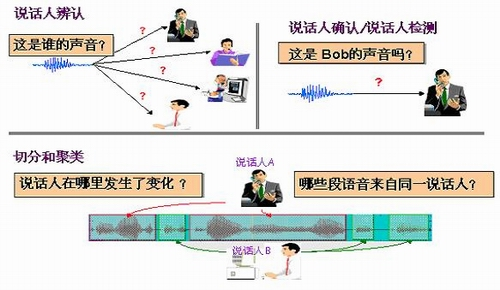 说话人辨认
这是谁的声音?
?
?
?
?
说话人确认/说话人检测
这是 Bob的声音吗?
?
切分和聚类
说话人在哪里发生了变化 ?
说话人A
哪些段语音来自同一说话人?
说话人B